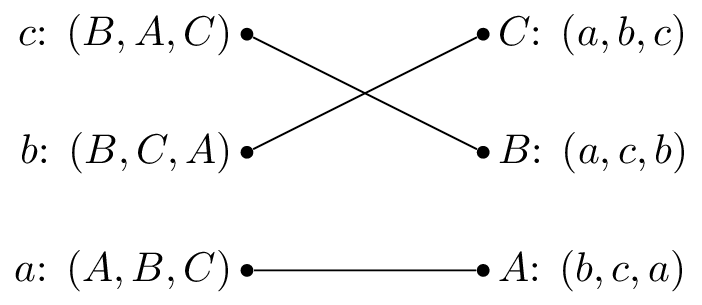 c: (B, A, C) C: (a, b, c)
b: (B, C, A) B: (a, c, b)
a: (A, B, C) A: (b, c, a)